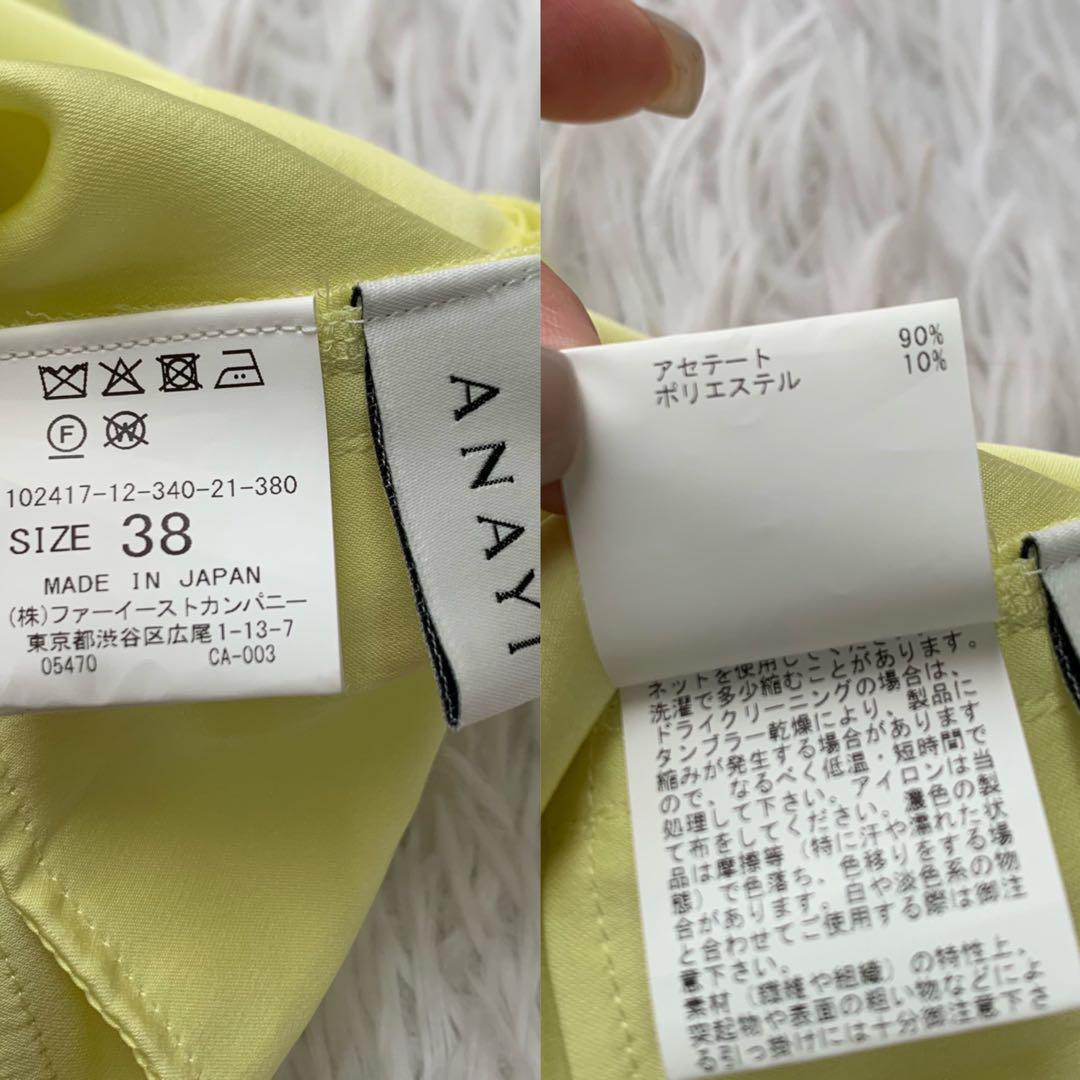 102417-12-340-21-380
SIZE 38
MADE IN JAPAN
(株)ファーイーストカンパニー
東京都渋谷区広尾1-13-7
05470 CA-003
ANAYI
アセテート 90%
ポリエステル 10%
ネットを使用してください。
洗濯で多少縮むことがあります。
ドライクリーニングの場合は、
タンブラー乾燥により、製品に
縮みが発生する場合があります
ので、なるべく低温・短時間で
処理して下さい。アイロンは当
て布をしてください。濃色の製
品は摩擦等（特に汗や濡れた状
態）で色落ち、色移りをする場
合があります。白や淡色系の物
と合わせてご使用する際は御注
意下さい。
素材（繊維や組織）の特性上、
突起物や表面の粗い物などによ
る引っ掛けには十分御注意下さ